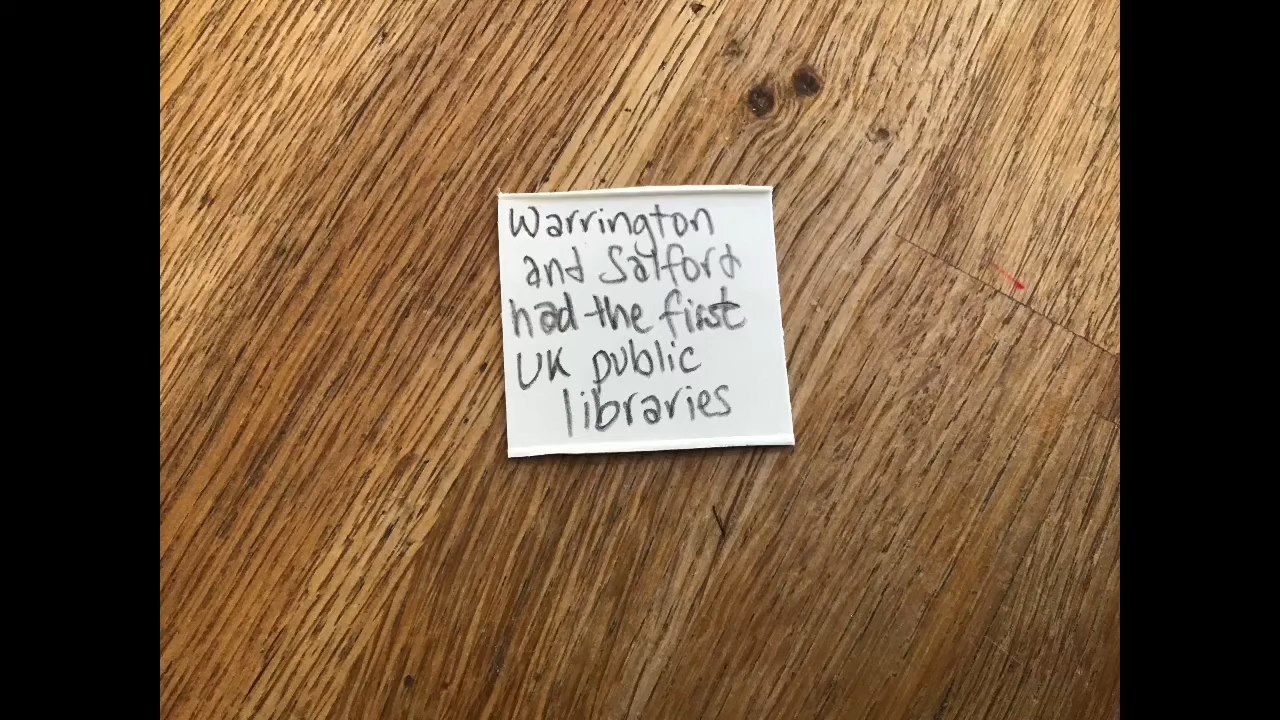 Warrington
and Salford
had the first
UK public
libraries